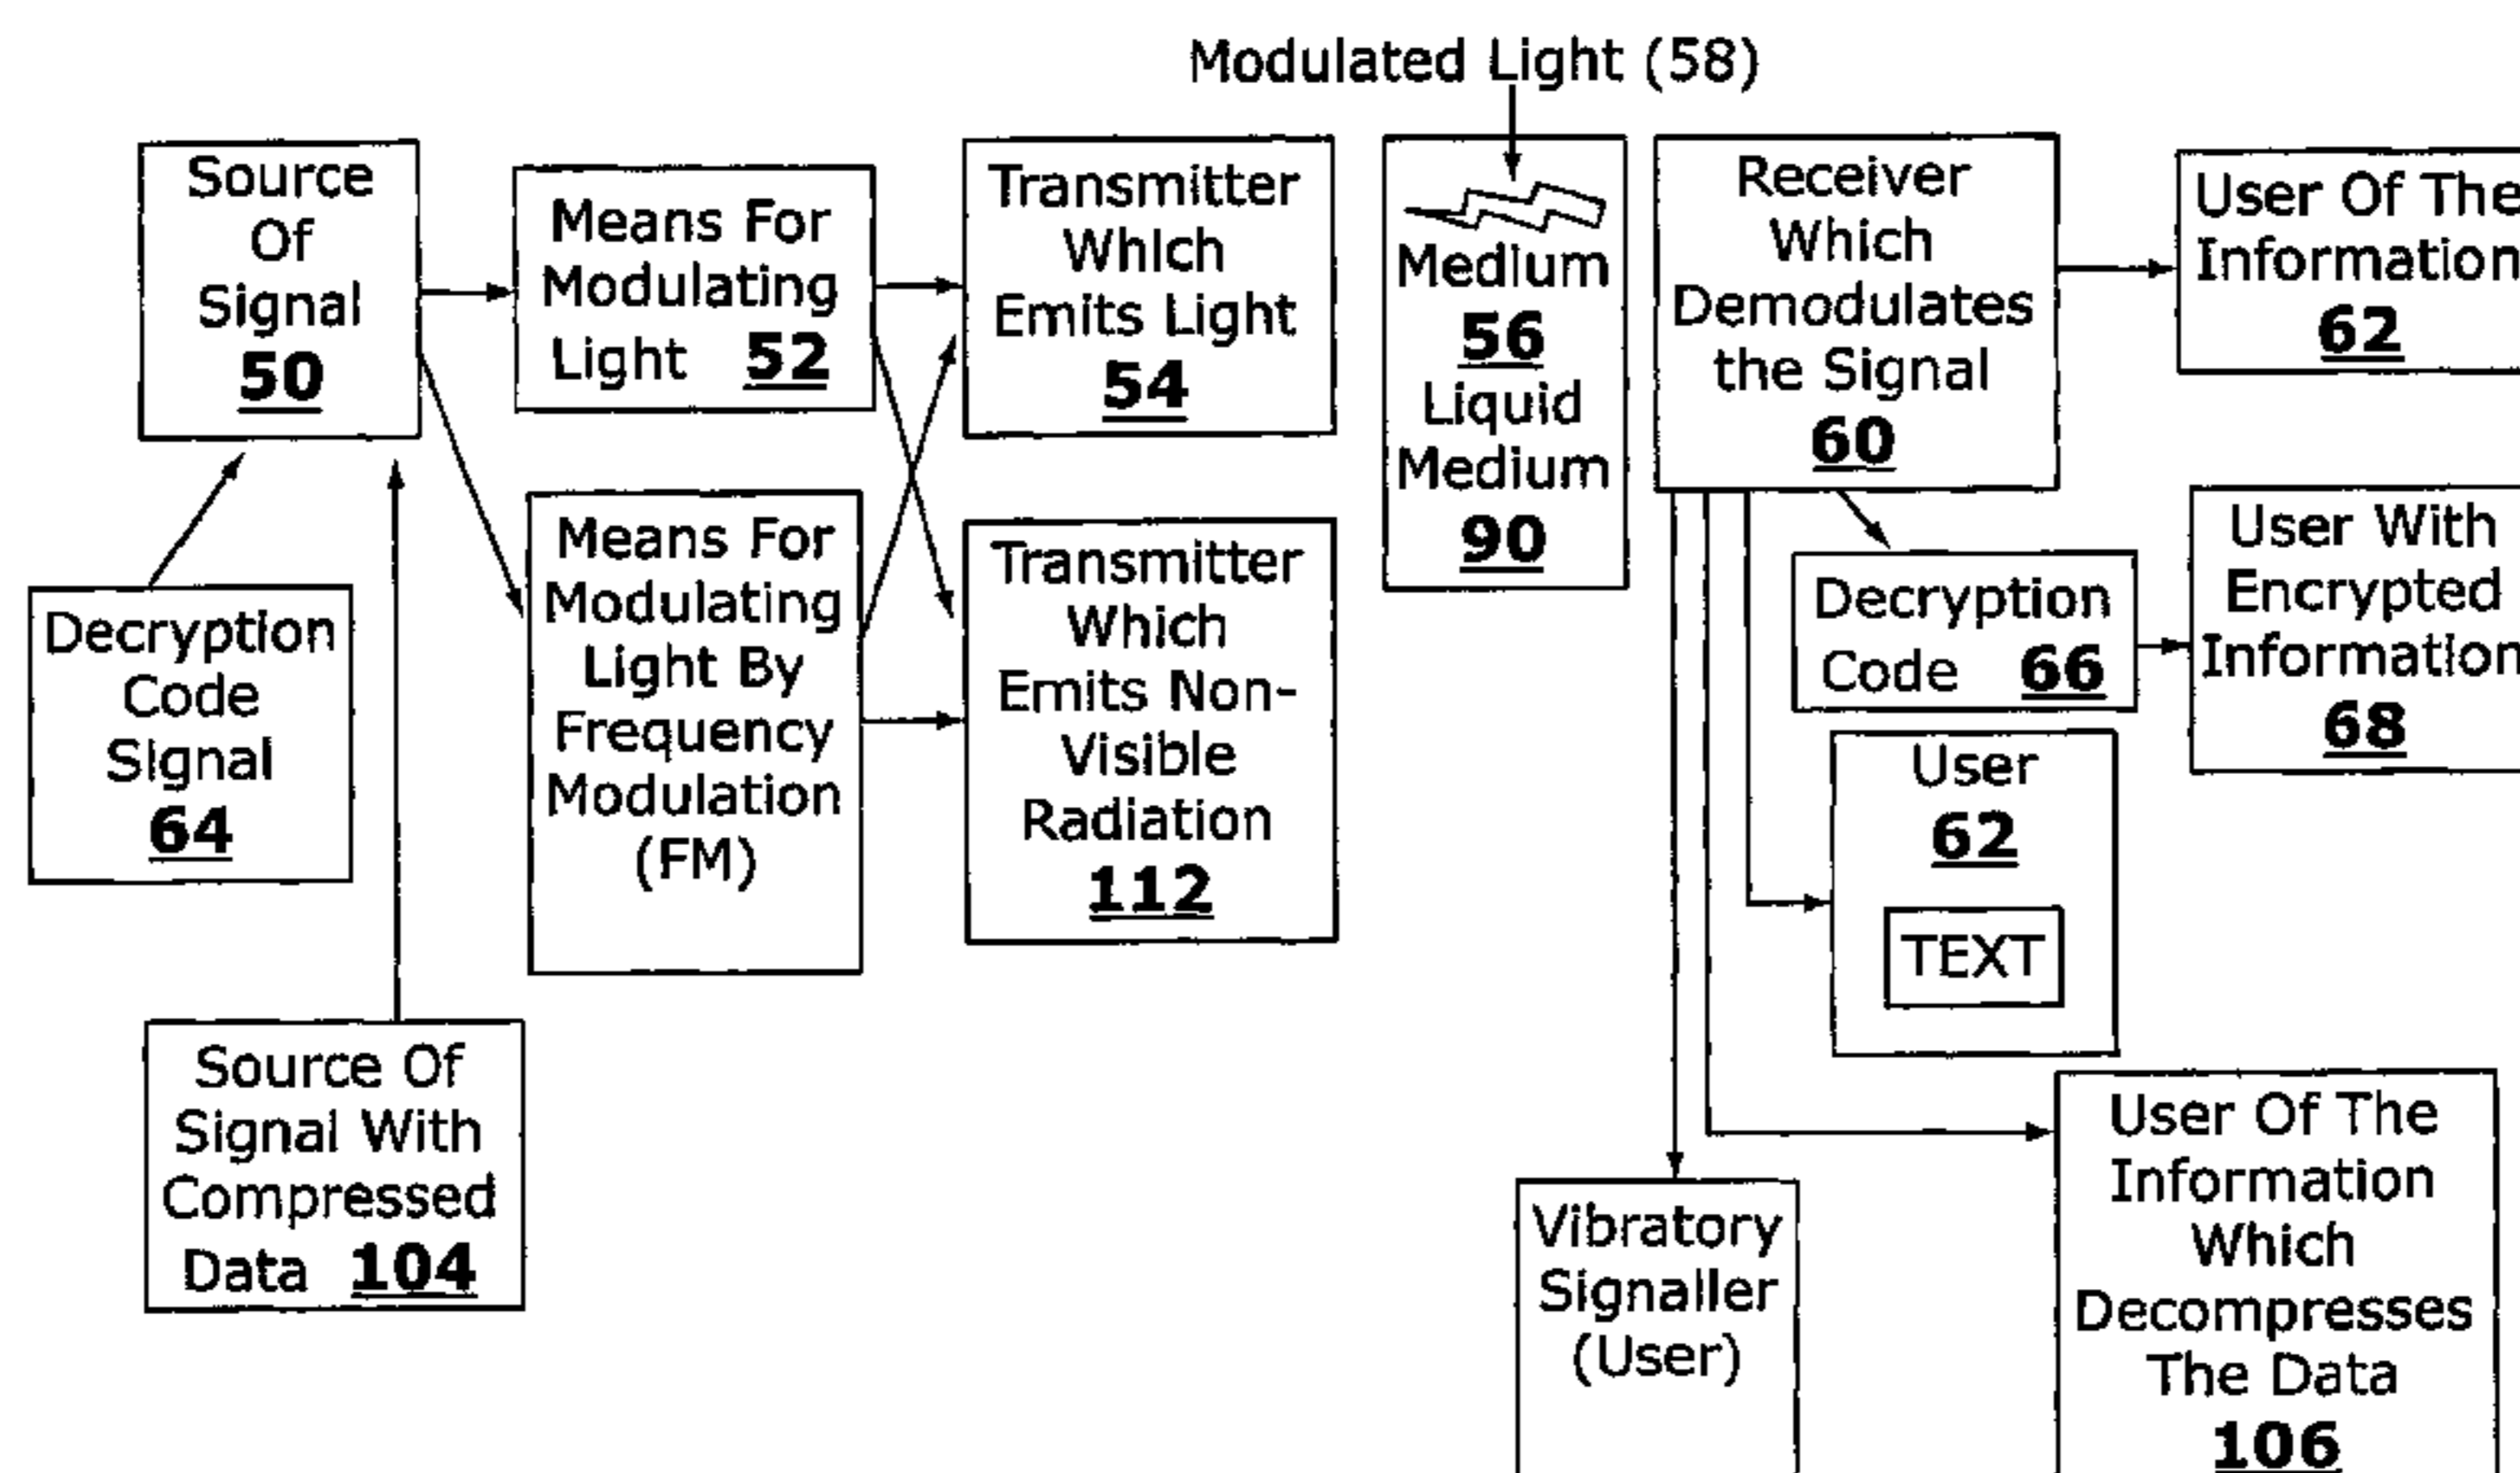 Modulated Light (58)
Source
Of
Signal
50
Means For
Modulating
Light 52
Transmitter
Which
Emits Light
54
Medium
56
Liquid
Medium
90
Receiver
Which
Demodulates
the Signal
60
User Of The
Information
62
Decryption
Code
Signal
64
Means For
Modulating
Light By
Frequency
Modulation
(FM)
Transmitter
Which
Emits Non-
Visible
Radiation
112
Decryption
Code 66
User With
Encrypted
Information
68
User
62
TEXT
Source Of
Signal With
Compressed
Data 104
Vibratory
Signaller
(User)
User Of The
Information
Which
Decompresses
The Data
106